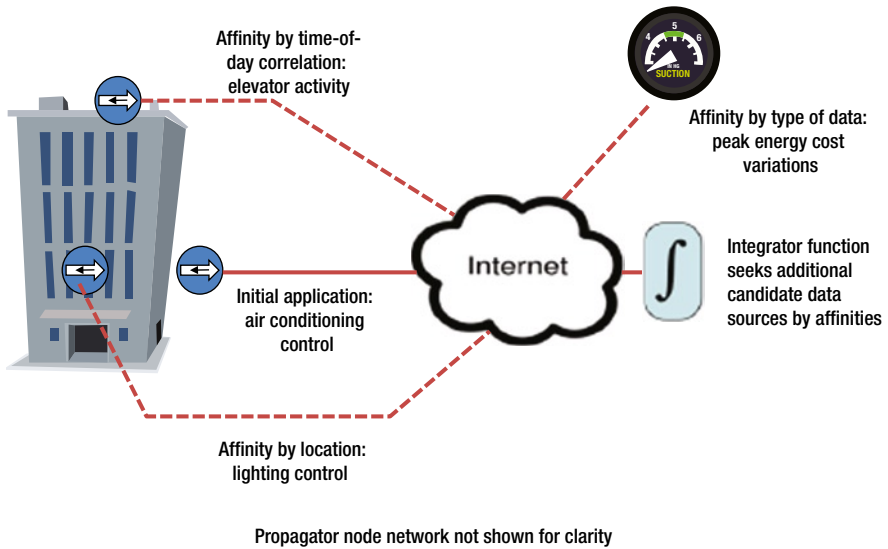 Affinity by time-of-
day correlation:
elevator activity
4 5 6
IN HG
SUCTION
Affinity by type of data:
peak energy cost
variations
Internet
∫
Integrator function
seeks additional
candidate data
sources by affinities
Initial application:
air conditioning
control
Affinity by location:
lighting control
Propagator node network not shown for clarity